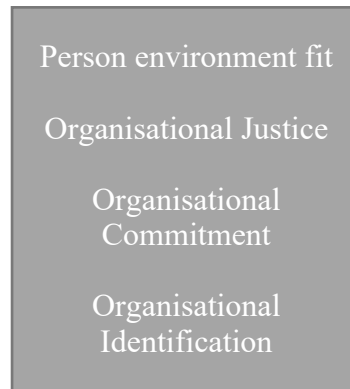 Person environment fit
Organisational Justice
Organisational
Commitment
Organisational
Identification